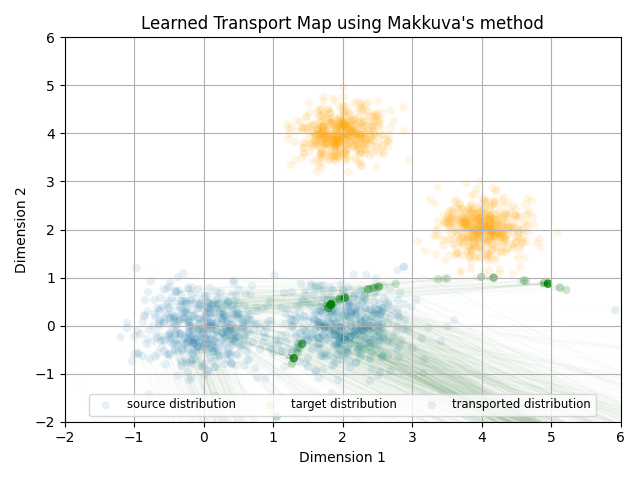 Learned Transport Map using Makkuva's method
6
5
4
3
2
1
0
−1
−2
Dimension 2
source distribution target distribution transported distribution
−2 −1 0 1 2 3 4 5 6
Dimension 1